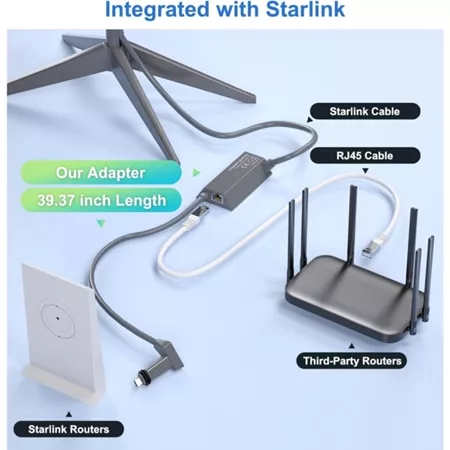 Integrated with Starlink
Starlink Cable
RJ45 Cable
Our Adapter
39.37 inch Length
Third-Party Routers
Starlink Routers